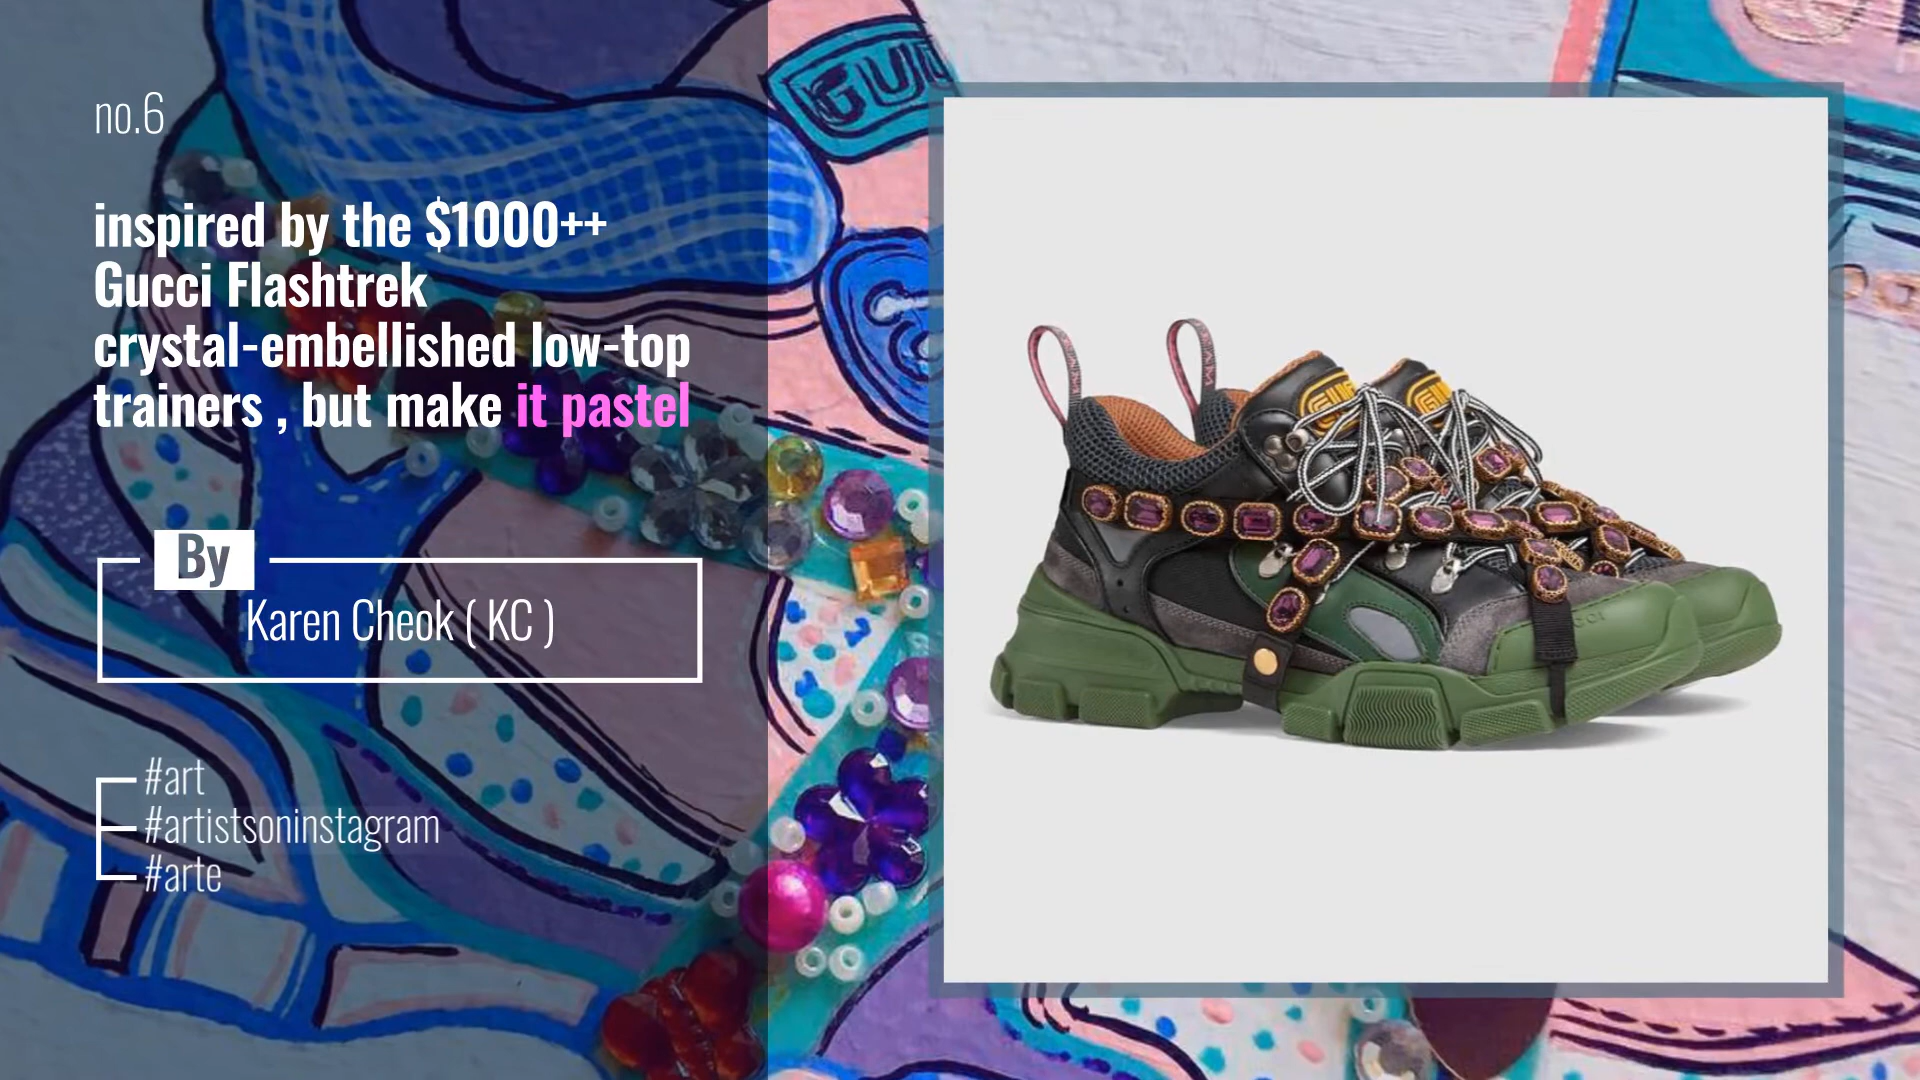 no.6
inspired by the $1000++
Gucci Flashtrek
crystal-embellished low-top
trainers , but make it pastel
By
Karen Cheok ( KC )
#art
#artistsoninstagram
#arte